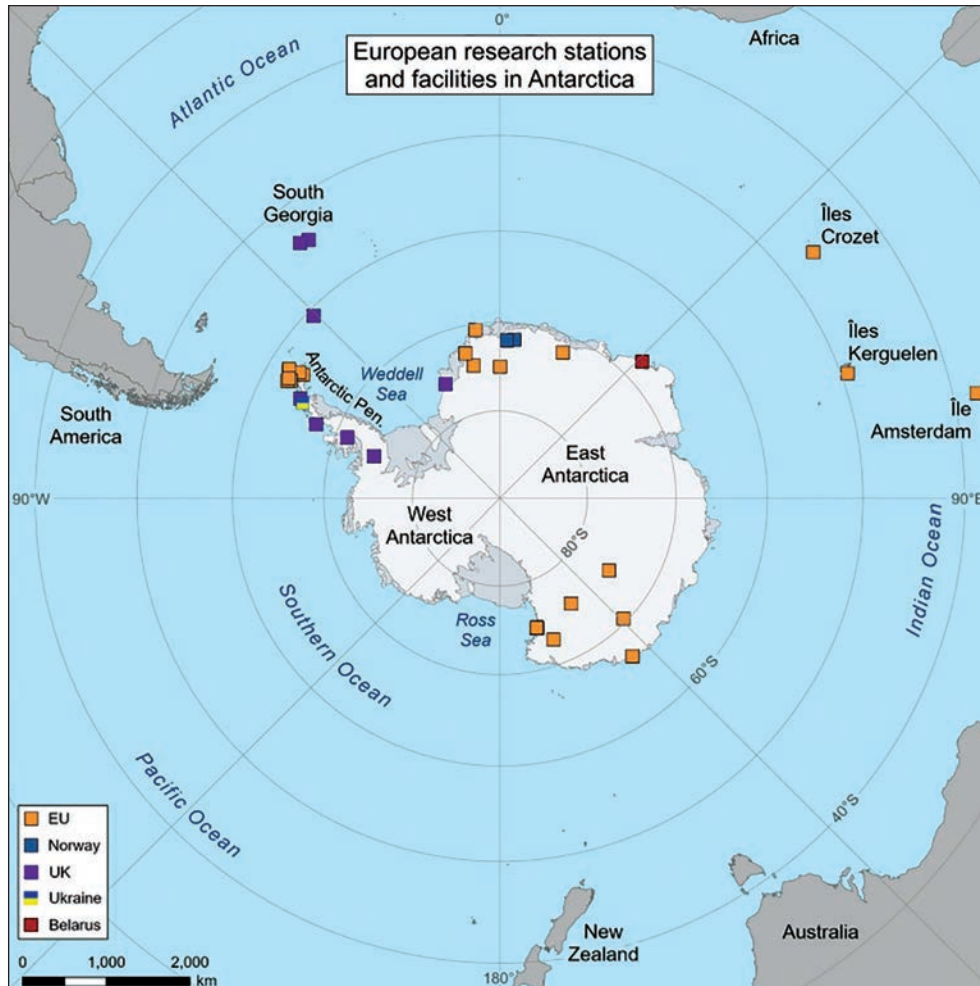 0°
Africa
European research stations
and facilities in Antarctica
Atlantic Ocean
South
Georgia
Îles
Crozet
Îles
Kerguelen
Île
Amsterdam
Antarctic Pen.
Weddell
Sea
South
America
East
Antarctica
90°W
90°E
West
Antarctica
80°S
Indian Ocean
Ross
Sea
Southern Ocean
60°S
Pacific Ocean
40°S
EU
Norway
UK
Ukraine
Belarus
New
Zealand
Australia
0 1,000 2,000
km
180°